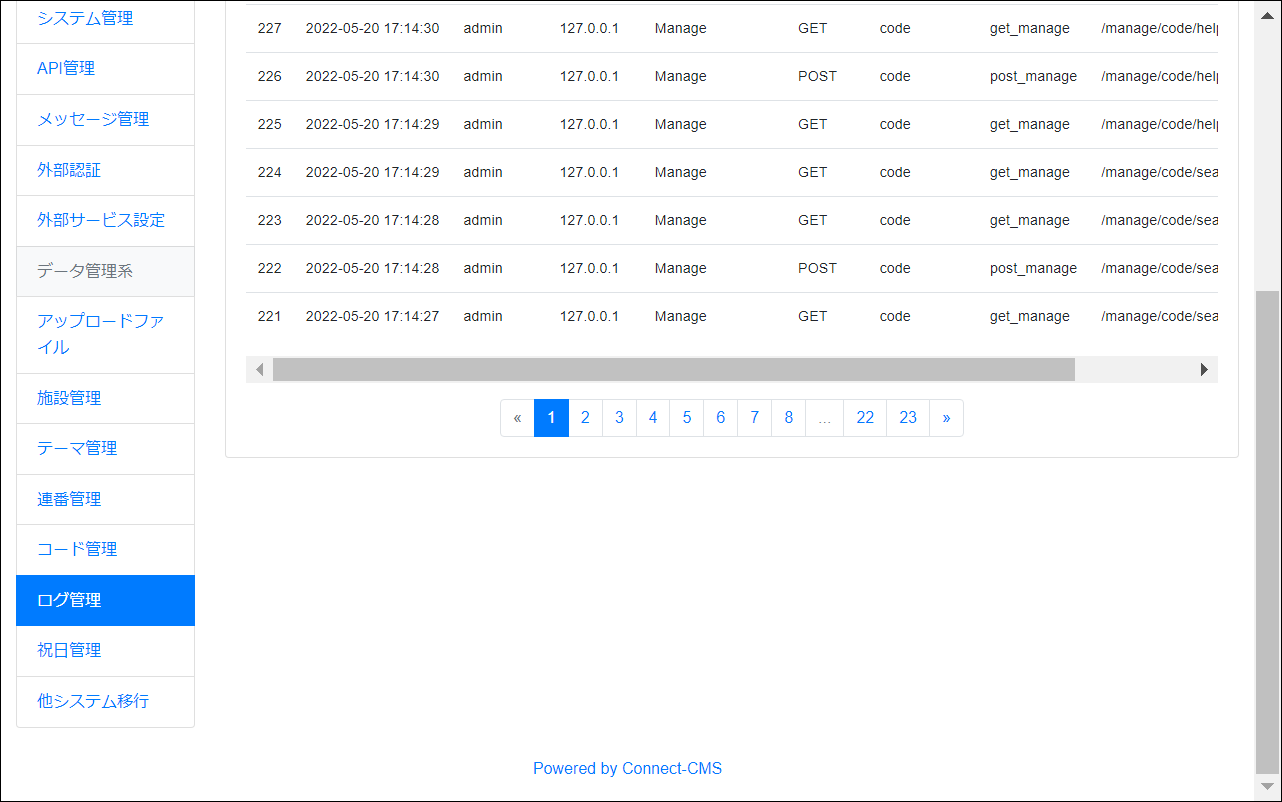 システム管理
API管理
メッセージ管理
外部認証
外部サービス設定
データ管理系
アップロードファ
イル
施設管理
テーマ管理
連番管理
コード管理
ログ管理
祝日管理
他システム移行
227 2022-05-20 17:14:30 admin 127.0.0.1 Manage GET code get_manage /manage/code/help
226 2022-05-20 17:14:30 admin 127.0.0.1 Manage POST code post_manage /manage/code/help
225 2022-05-20 17:14:29 admin 127.0.0.1 Manage GET code get_manage /manage/code/help
224 2022-05-20 17:14:29 admin 127.0.0.1 Manage GET code get_manage /manage/code/sea
223 2022-05-20 17:14:28 admin 127.0.0.1 Manage GET code get_manage /manage/code/sea
222 2022-05-20 17:14:28 admin 127.0.0.1 Manage POST code post_manage /manage/code/sea
221 2022-05-20 17:14:27 admin 127.0.0.1 Manage GET code get_manage /manage/code/sea
« 1 2 3 4 5 6 7 8 ... 22 23 »
Powered by Connect-CMS